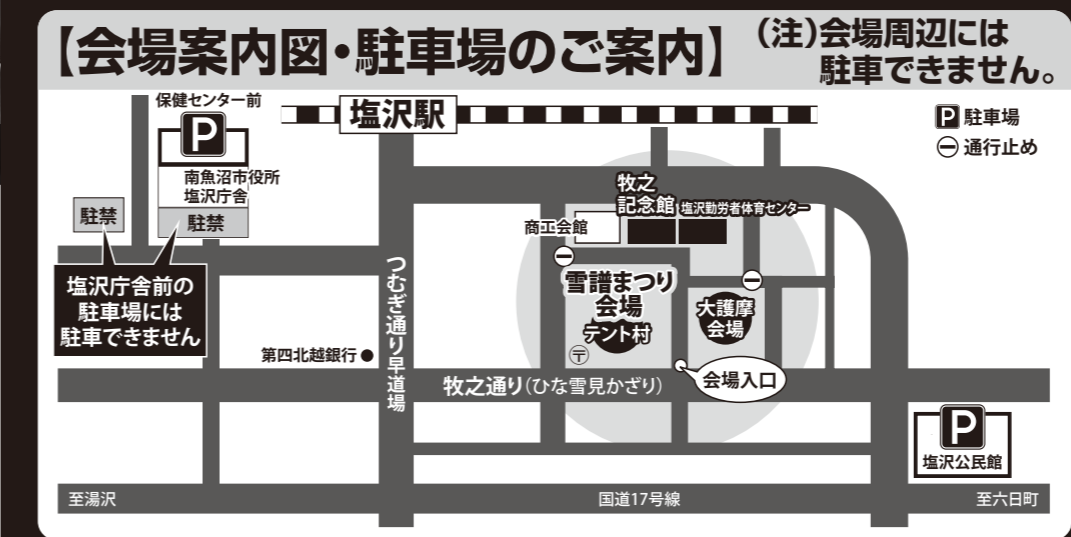 【会場案内図・駐車場のご案内】
（注）会場周辺には
駐車できません。
保健センター前
P
塩沢駅
P 駐車場
通行止め
南魚沼市役所
塩沢庁舎
駐禁
駐禁
塩沢庁舎前の
駐車場には
駐車できません
牧之
記念館
塩沢勤労者体育センター
商工会館
つむぎ通り早道場
雪譜まつり
会場
テント村
大護摩
会場
〒
第四北越銀行
牧之通り（ひな雪見かざり）
会場入口
P
塩沢公民館
至湯沢
国道17号線
至六日町